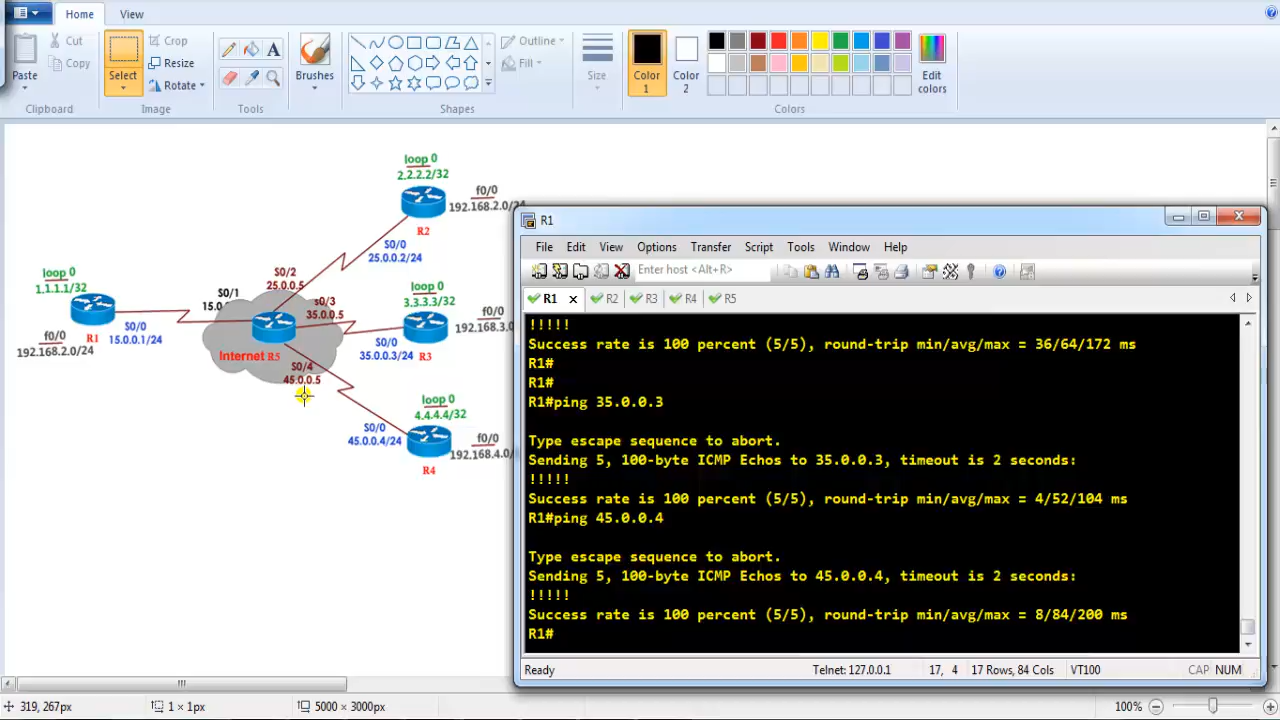 Home View
Paste
Cut
Copy
Clipboard
Select
Crop
Resize
Rotate
Image
A
Tools
Brushes
Shapes
Outline
Fill
Size
Color
1
Color
2
Edit
colors
Colors
loop 0
2.2.2.2/32
f0/0
192.168.2.0/24
R2
S0/0
25.0.0.2/24
S0/2
25.0.0.5
loop 0
1.1.1.1/32
S0/1
15.0
s0/3
35.0.0.5
loop 0
3.3.3.3/32
f0/0
192.168.3.0
R1
S0/0
15.0.0.1/24
f0/0
192.168.2.0/24
Internet R5
S0/0
35.0.0.3/24
R3
S0/4
45.0.0.5
loop 0
4.4.4.4/32
S0/0
45.0.0.4/24
f0/0
192.168.4.0/
R4
R1
File Edit View Options Transfer Script Tools Window Help
Enter host <Alt+R>
R1 R2 R3 R4 R5
!!!!!
Success rate is 100 percent (5/5), round-trip min/avg/max = 36/64/172 ms
R1#
R1#
R1#ping 35.0.0.3
Type escape sequence to abort.
Sending 5, 100-byte ICMP Echos to 35.0.0.3, timeout is 2 seconds:
!!!!!
Success rate is 100 percent (5/5), round-trip min/avg/max = 4/52/104 ms
R1#ping 45.0.0.4
Type escape sequence to abort.
Sending 5, 100-byte ICMP Echos to 45.0.0.4, timeout is 2 seconds:
!!!!!
Success rate is 100 percent (5/5), round-trip min/avg/max = 8/84/200 ms
R1#
Ready Telnet: 127.0.0.1 17, 4 17 Rows, 84 Cols VT100 CAP NUM
319, 267px 1 × 1px 5000 × 3000px 100%